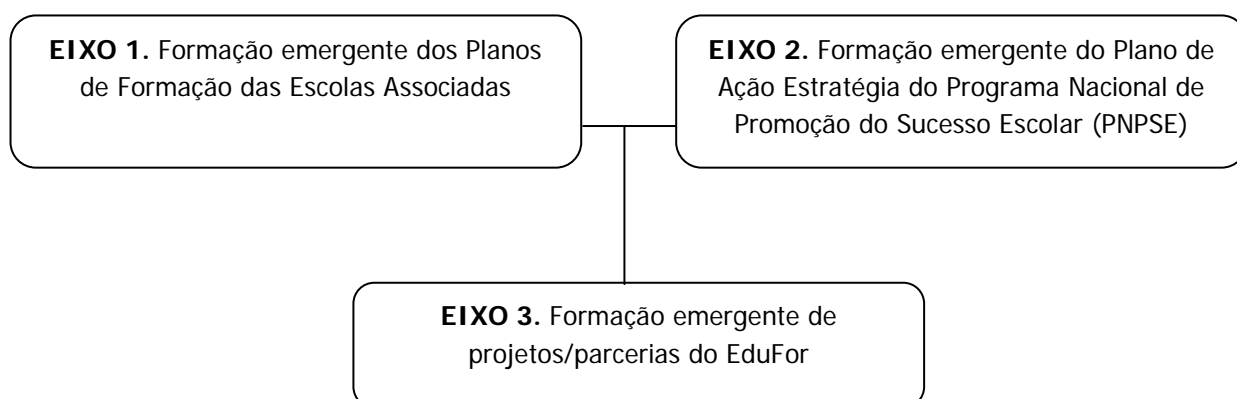 EIXO 1. Formação emergente dos Planos
de Formação das Escolas Associadas
EIXO 2. Formação emergente do Plano de
Ação Estratégia do Programa Nacional de
Promoção do Sucesso Escolar (PNPSE)
EIXO 3. Formação emergente de
projetos/parcerias do EduFor